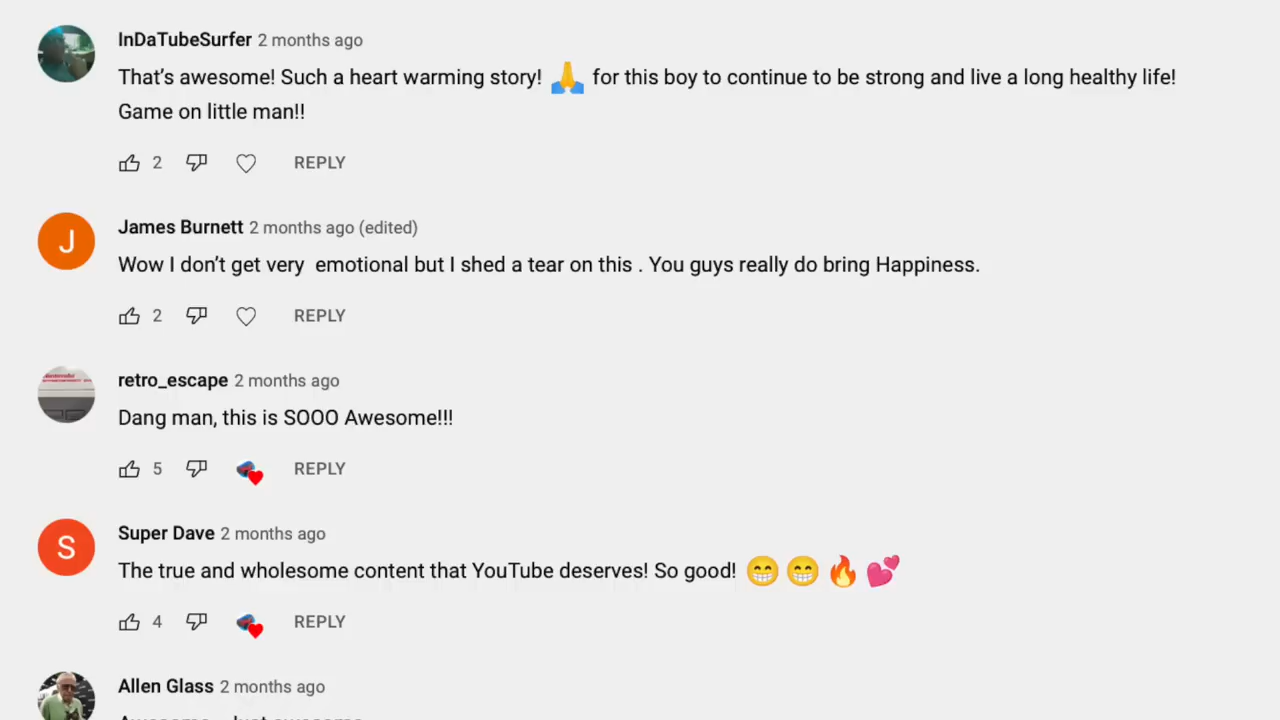 InDaTubeSurfer 2 months ago
That's awesome! Such a heart warming story! 🙏 for this boy to continue to be strong and live a long healthy life!
Game on little man!!
2 REPLY
J
James Burnett 2 months ago (edited)
Wow I don't get very  emotional but I shed a tear on this . You guys really do bring Happiness.
2 REPLY
retro_escape 2 months ago
Dang man, this is SOOO Awesome!!!
5 REPLY
S
Super Dave 2 months ago
The true and wholesome content that YouTube deserves! So good! 😁 😁 🔥 💕
4 REPLY
Allen Glass 2 months ago